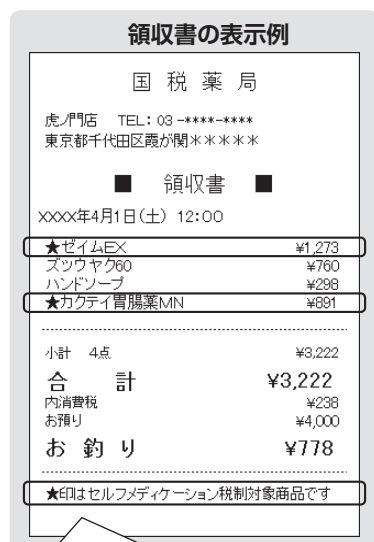 領収書の表示例
国税薬局
虎ノ門店 TEL: 03-****-****
東京都千代田区霞が関*****
■ 領収書 ■
xxxx年4月1日(土) 12:00
★ゼイムEX ¥1,273
ズツウヤク60 ¥760
ハンドソープ ¥298
★カクテイ胃腸薬MN ¥891
小計 4点 ¥3,222
合計 ¥3,222
内消費税 ¥238
お預り ¥4,000
お釣り ¥778
★印はセルフメディケーション税制対象商品です